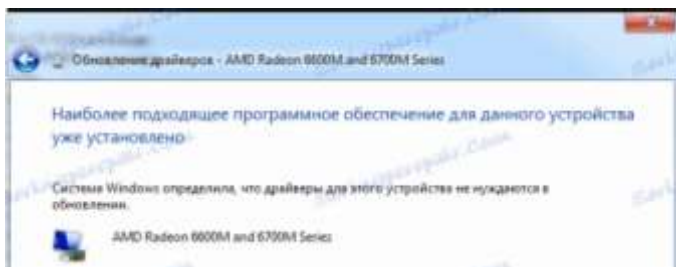 Обновление драйверов - AMD Radeon 6600M and 6700M Series
Наиболее подходящее программное обеспечение для данного устройства
уже установлено
Система Windows определила, что драйверы для этого устройства не нуждаются в
обновлении.
AMD Radeon 6600M and 6700M Series